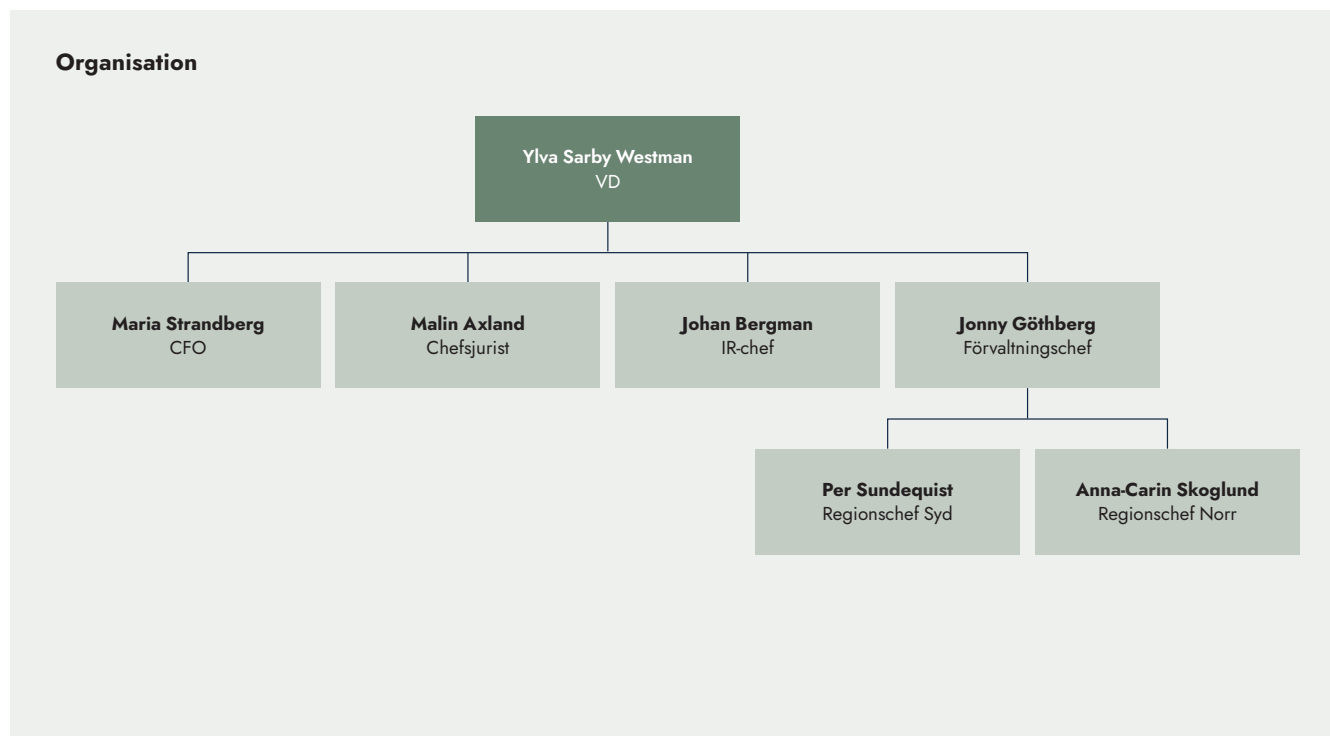 Organisation
Ylva Sarby Westman
VD
Maria Strandberg
CFO
Malin Axland
Chefsjurist
Johan Bergman
IR-chef
Jonny Göthberg
Förvaltningschef
Per Sundequist
Regionschef Syd
Anna-Carin Skoglund
Regionschef Norr